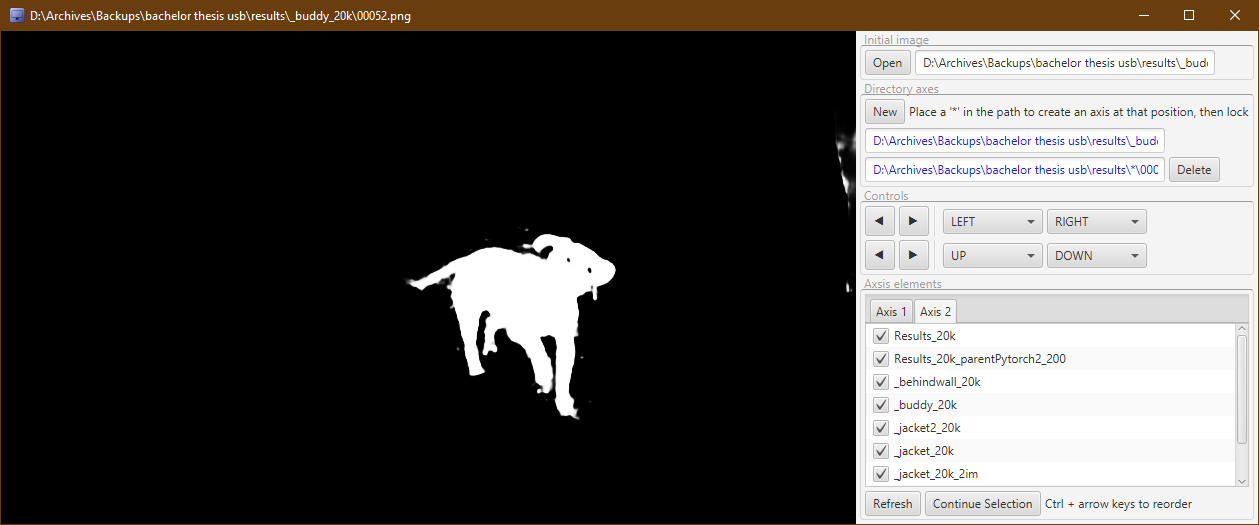 D:\Archives\Backups\bachelor thesis usb\results\_buddy_20k\00052.png
Initial image
Open D:\Archives\Backups\bachelor thesis usb\results\_bud
Directory axes
New Place a '*' in the path to create an axis at that position, then lock
D:\Archives\Backups\bachelor thesis usb\results\_bud
D:\Archives\Backups\bachelor thesis usb\results\*\000 Delete
Controls
LEFT RIGHT
UP DOWN
Axsis elements
Axis 1 Axis 2
Results_20k
Results_20k_parentPytorch2_200
_behindwall_20k
_buddy_20k
_jacket2_20k
_jacket_20k
_jacket_20k_2im
Refresh Continue Selection Ctrl + arrow keys to reorder